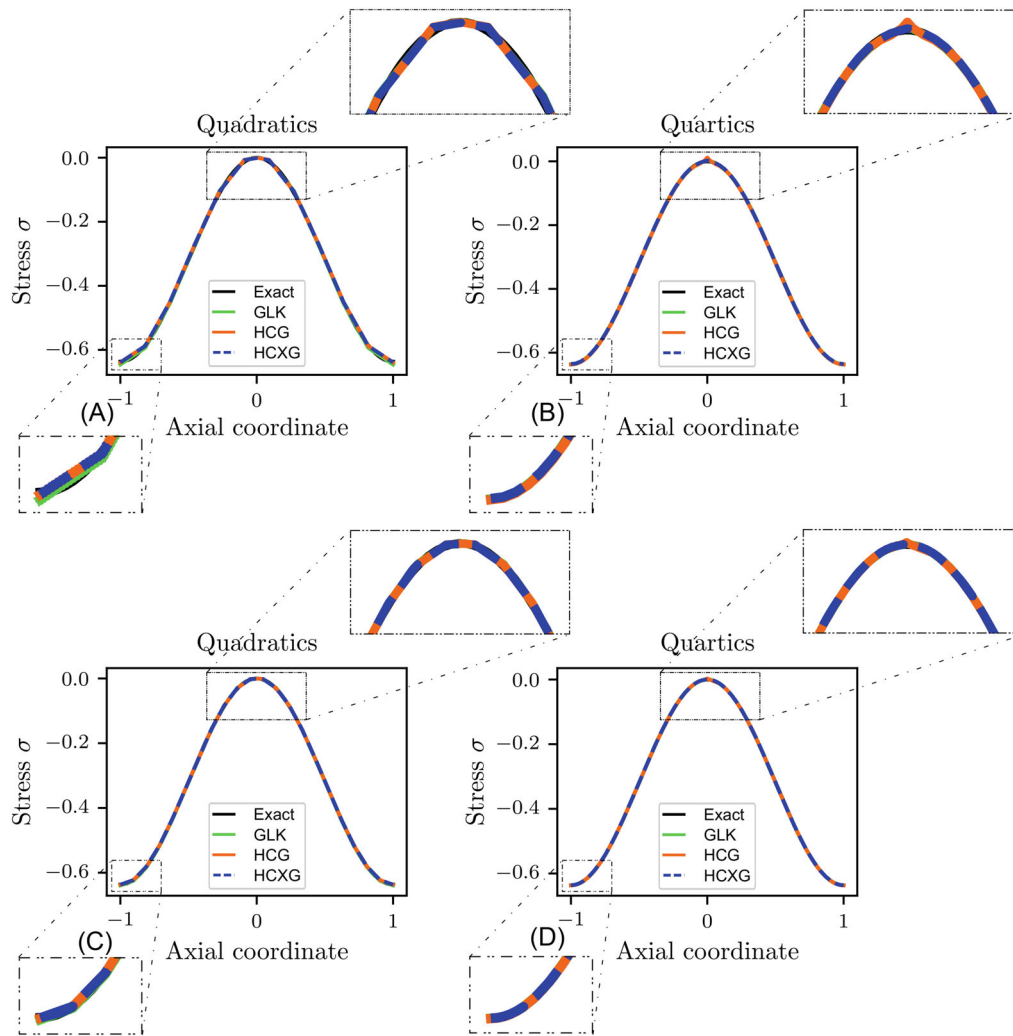 Quadratics
0.0
−0.2
−0.4
−0.6
Stress σ
Exact
GLK
HCG
HCXG
−1
0
1
(A)
Axial coordinate
Quartics
0.0
−0.2
−0.4
−0.6
Stress σ
Exact
GLK
HCG
HCXG
−1
0
1
(B)
Axial coordinate
Quadratics
0.0
−0.2
−0.4
−0.6
Stress σ
Exact
GLK
HCG
HCXG
−1
0
1
(C)
Axial coordinate
Quartics
0.0
−0.2
−0.4
−0.6
Stress σ
Exact
GLK
HCG
HCXG
−1
0
1
(D)
Axial coordinate